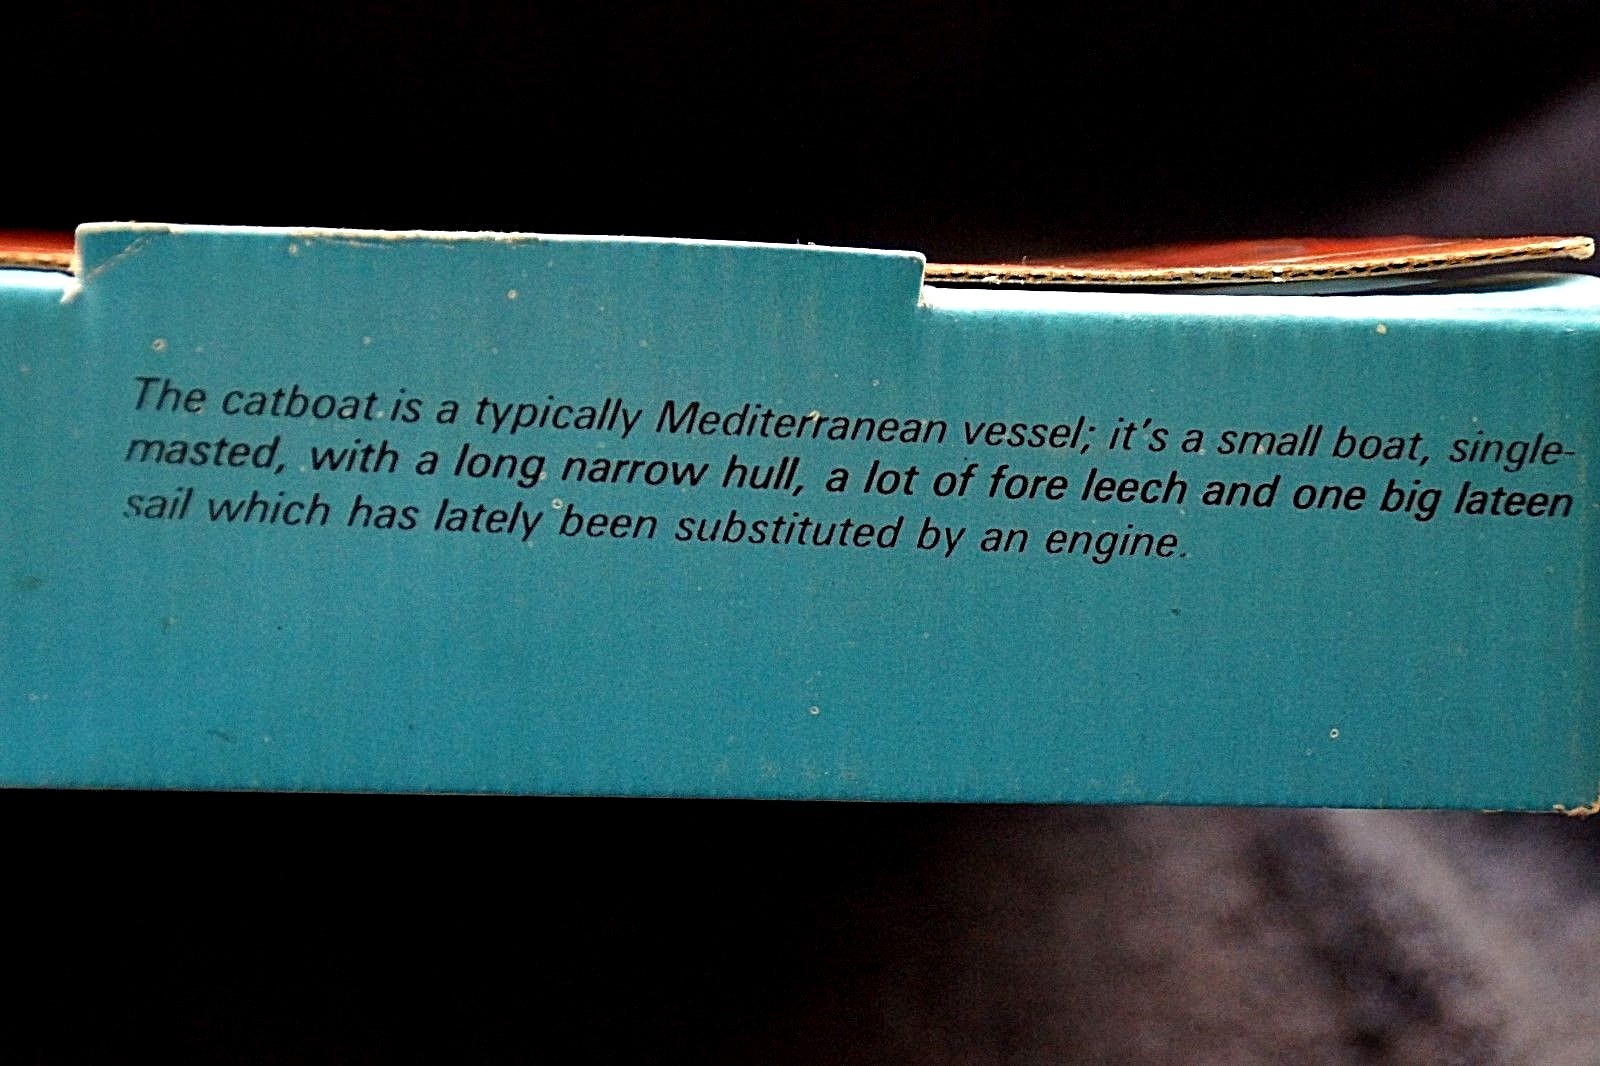 The catboat is a typically Mediterranean vessel; it's a small boat, single-
masted, with a long narrow hull, a lot of fore leech and one big lateen
sail which has lately been substituted by an engine.